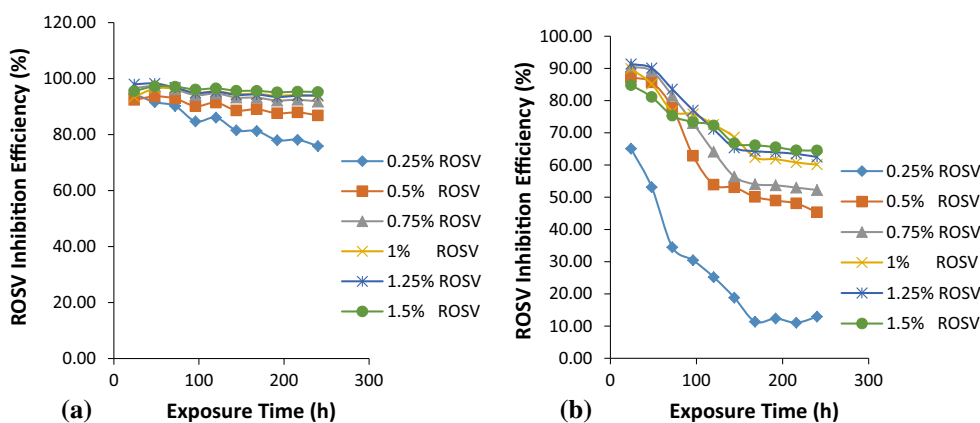 ROSV Inhibition Efficiency (%)
120.00
100.00
80.00
60.00
40.00
20.00
0.00
0
100
200
300
Exposure Time (h)
0.25% ROSV
0.5% ROSV
0.75% ROSV
1% ROSV
1.25% ROSV
1.5% ROSV
(a)
ROSV Inhibition Efficiency (%)
100.00
90.00
80.00
70.00
60.00
50.00
40.00
30.00
20.00
10.00
0.00
0
100
200
300
Exposure Time (h)
0.25% ROSV
0.5% ROSV
0.75% ROSV
1% ROSV
1.25% ROSV
1.5% ROSV
(b)